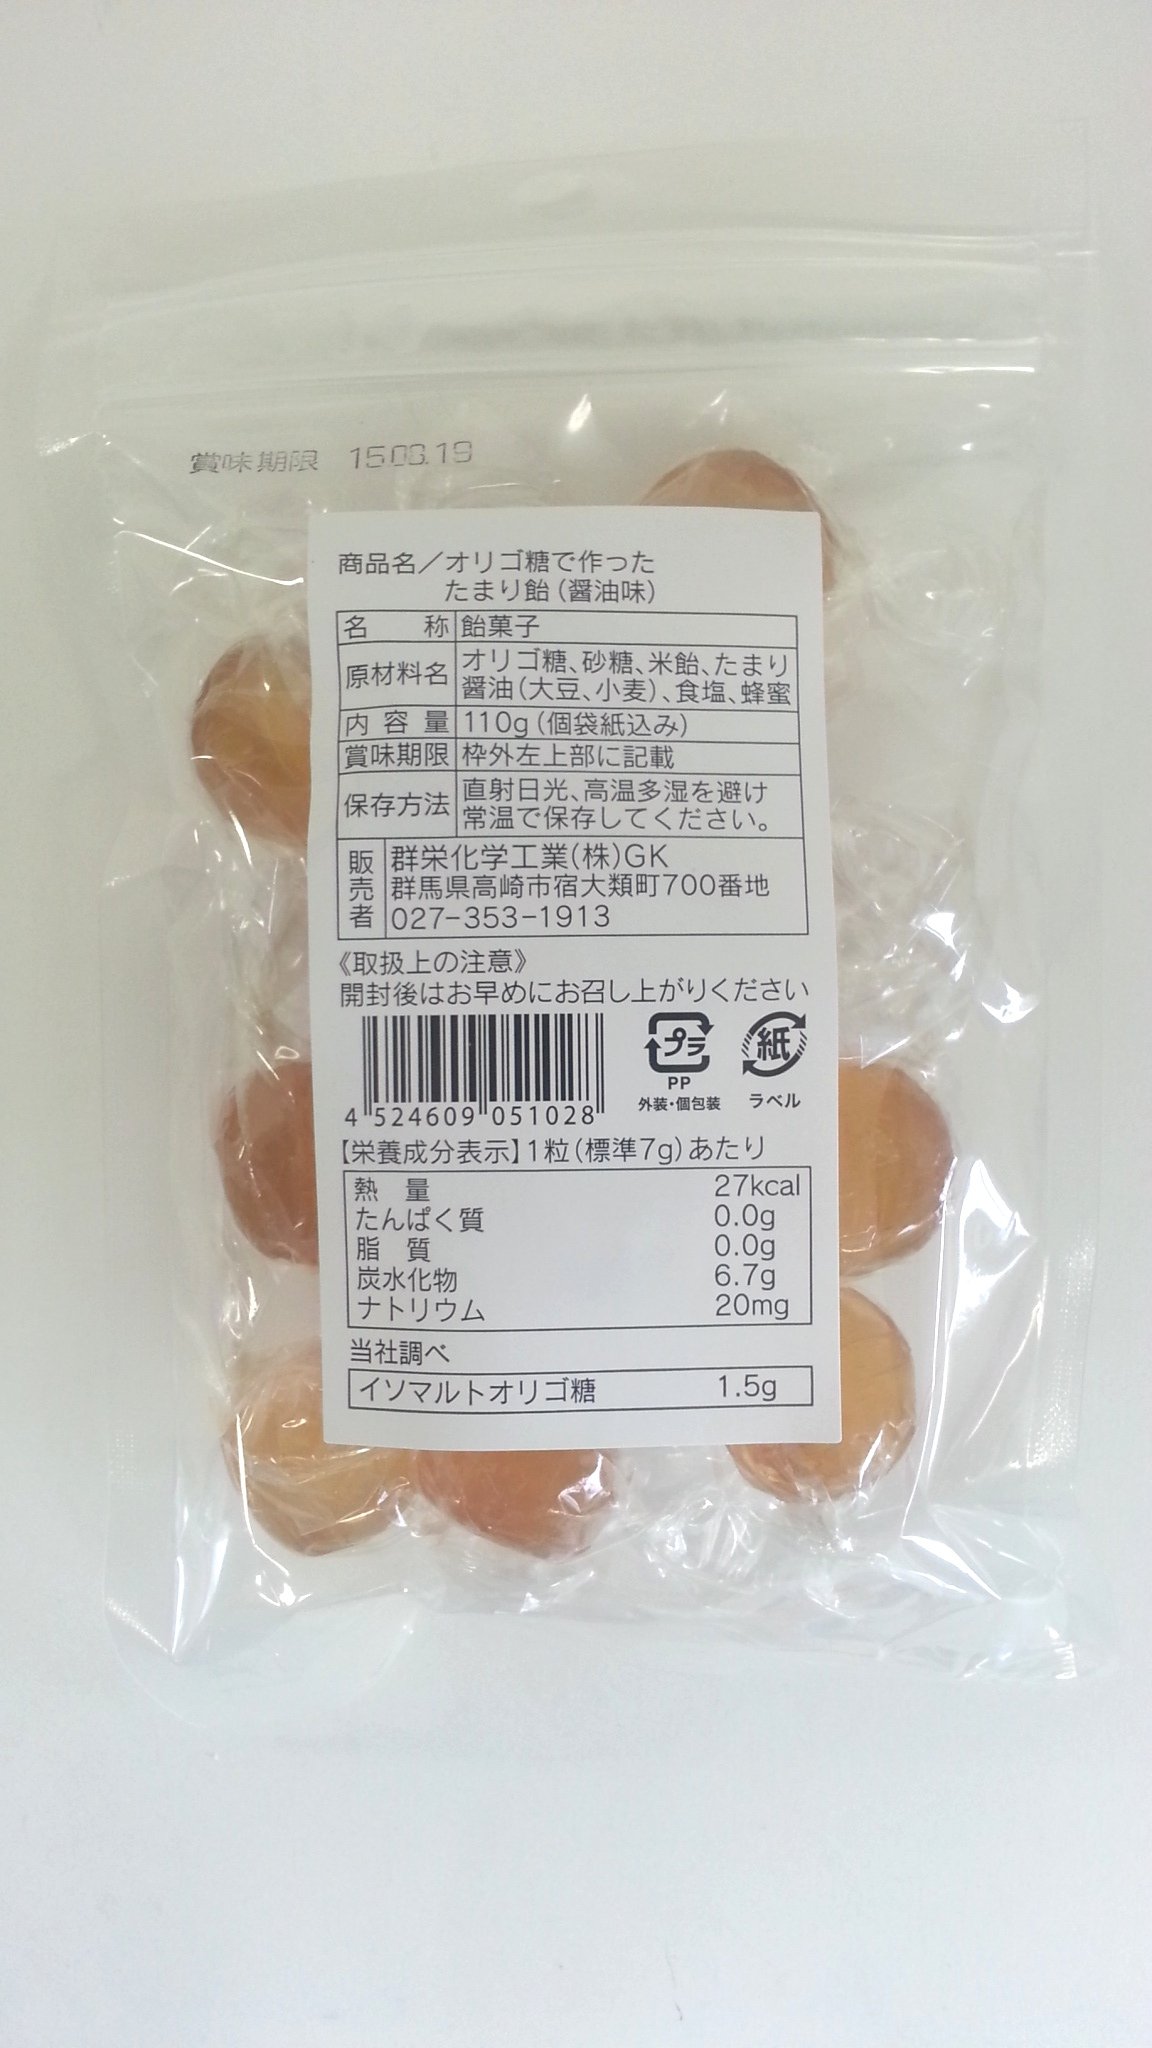 賞味期限 15.08.19
商品名／オリゴ糖で作った
たまり飴（醤油味）
名 称 飴菓子
原材料名 オリゴ糖、砂糖、米飴、たまり
醤油（大豆、小麦）、食塩、蜂蜜
内容量 110g（個袋紙込み）
賞味期限 枠外左上部に記載
保存方法 直射日光、高温多湿を避け
常温で保存してください。
販売者 群栄化学工業（株）GK
群馬県高崎市宿大類町700番地
027-353-1913
《取扱上の注意》
開封後はお早めにお召し上がりください
4 524609 051028
プラ
PP
外装・個包装
紙
ラベル
【栄養成分表示】1粒（標準7g）あたり
熱 量 27kcal
たんぱく質 0.0g
脂 質 0.0g
炭水化物 6.7g
ナトリウム 20mg
当社調べ
イソマルトオリゴ糖 1.5g